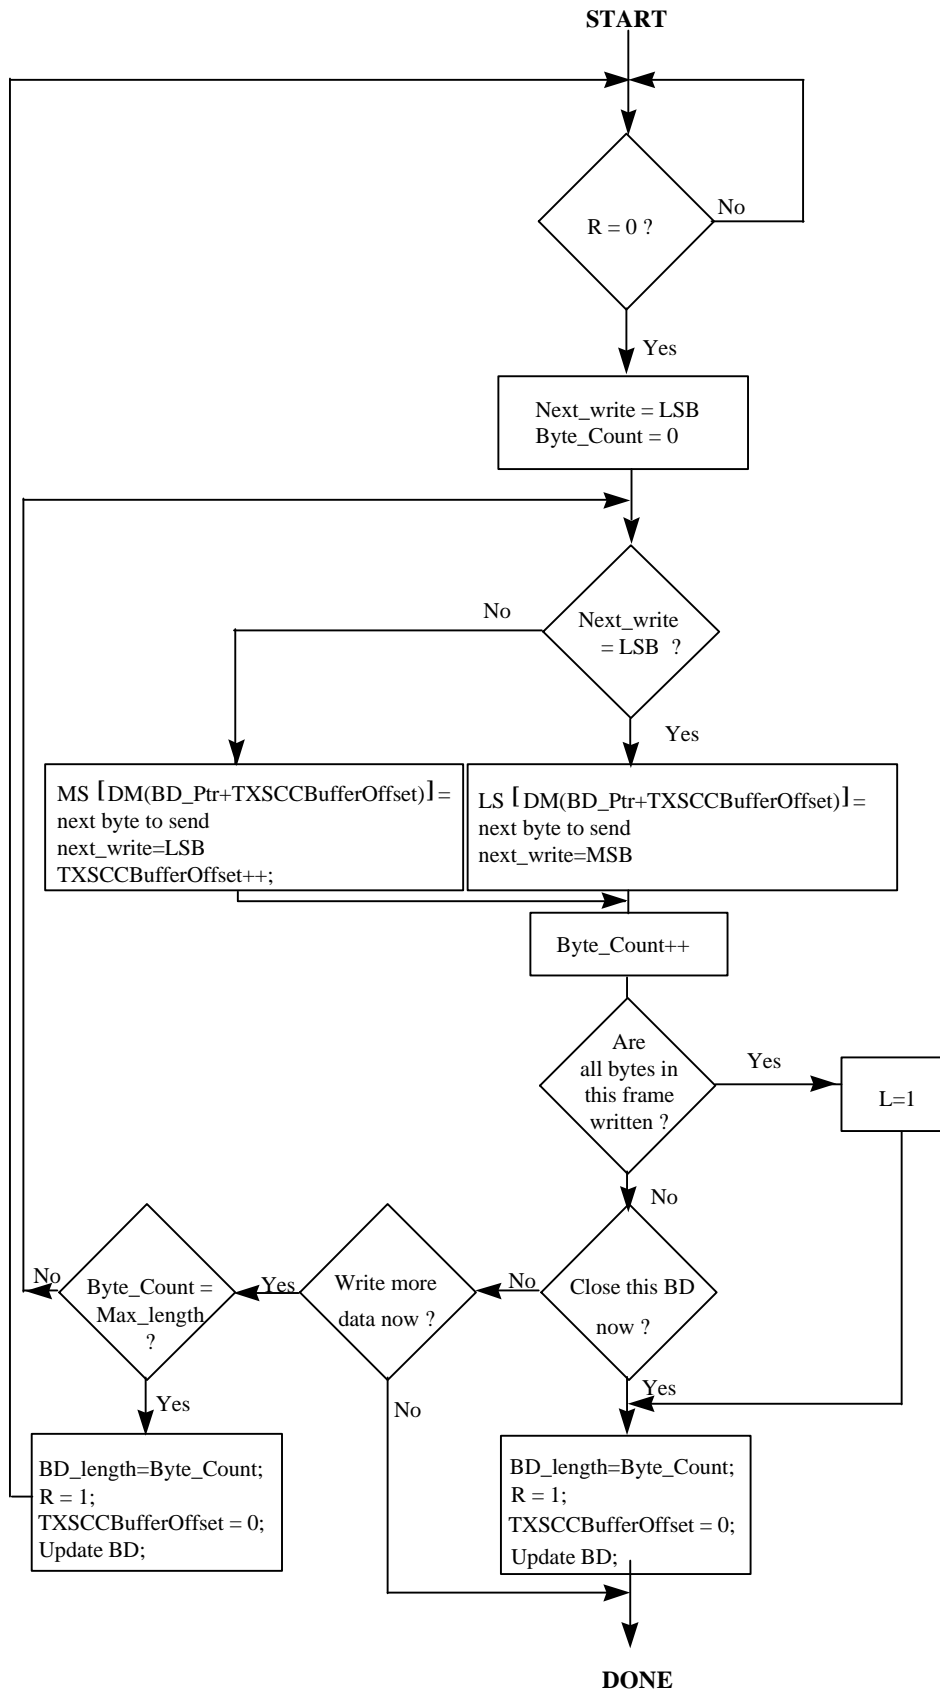 START
R = 0 ?
No
Yes
Next_write = LSB
Byte_Count = 0
No
Next_write
= LSB ?
Yes
MS [DM(BD_Ptr+TXSCCBufferOffset)] =
next byte to send
next_write=LSB
TXSCCBufferOffset++;
LS [DM(BD_Ptr+TXSCCBufferOffset)] =
next byte to send
next_write=MSB
Byte_Count++
Are
all bytes in
this frame
written ?
Yes
L=1
No
Close this BD
now ?
No
Write more
data now ?
Yes
Byte_Count =
Max_length
?
No
Yes
No
Yes
BD_length=Byte_Count;
R = 1;
TXSCCBufferOffset = 0;
Update BD;
BD_length=Byte_Count;
R = 1;
TXSCCBufferOffset = 0;
Update BD;
DONE